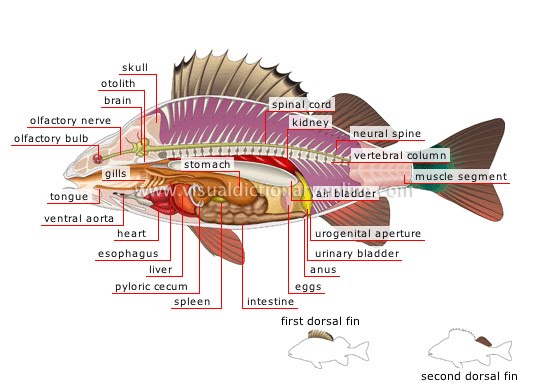 skull
otolith
brain
olfactory nerve
olfactory bulb
gills
tongue
ventral aorta
heart
esophagus
liver
pyloric cecum
spleen
intestine
spinal cord
kidney
neural spine
vertebral column
stomach
muscle segment
air bladder
urogenital aperture
urinary bladder
anus
eggs
first dorsal fin
second dorsal fin